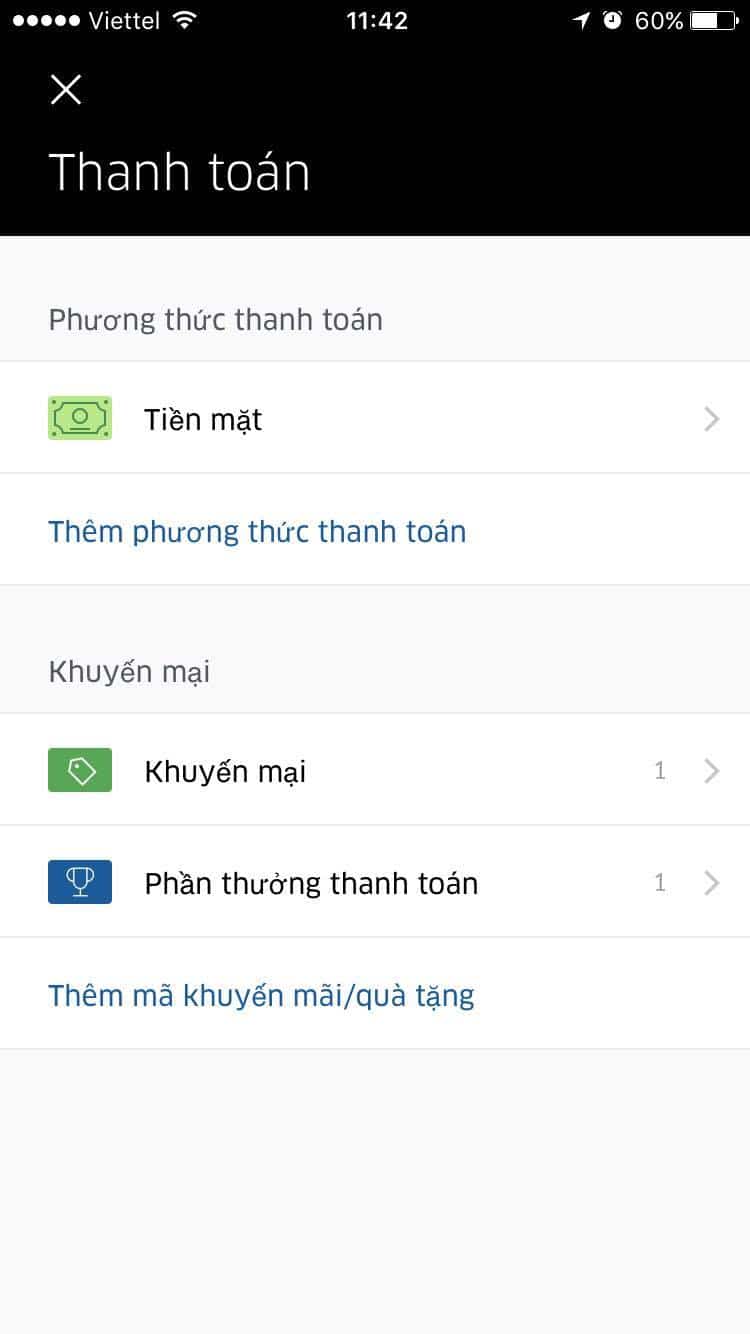 Viettel 11:42 60%
Thanh toán
Phương thức thanh toán
Tiền mặt
Thêm phương thức thanh toán
Khuyến mại
Khuyến mại 1
Phần thưởng thanh toán 1
Thêm mã khuyến mãi/quà tặng